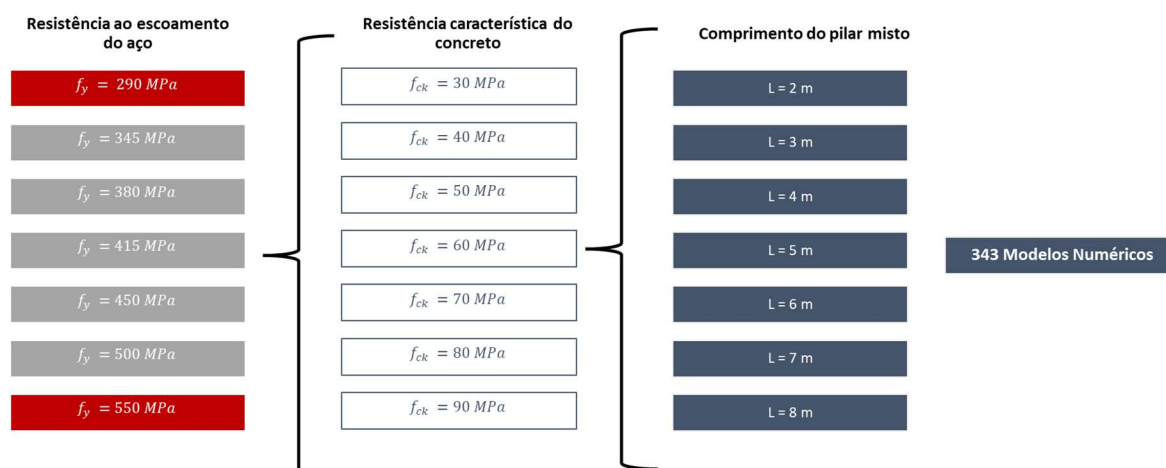 Resistência ao escoamento
do aço
f_y = 290 MPa
f_y = 345 MPa
f_y = 380 MPa
f_y = 415 MPa
f_y = 450 MPa
f_y = 500 MPa
f_y = 550 MPa
Resistência característica do
concreto
f_ck = 30 MPa
f_ck = 40 MPa
f_ck = 50 MPa
f_ck = 60 MPa
f_ck = 70 MPa
f_ck = 80 MPa
f_ck = 90 MPa
Comprimento do pilar misto
L = 2 m
L = 3 m
L = 4 m
L = 5 m
L = 6 m
L = 7 m
L = 8 m
343 Modelos Numéricos